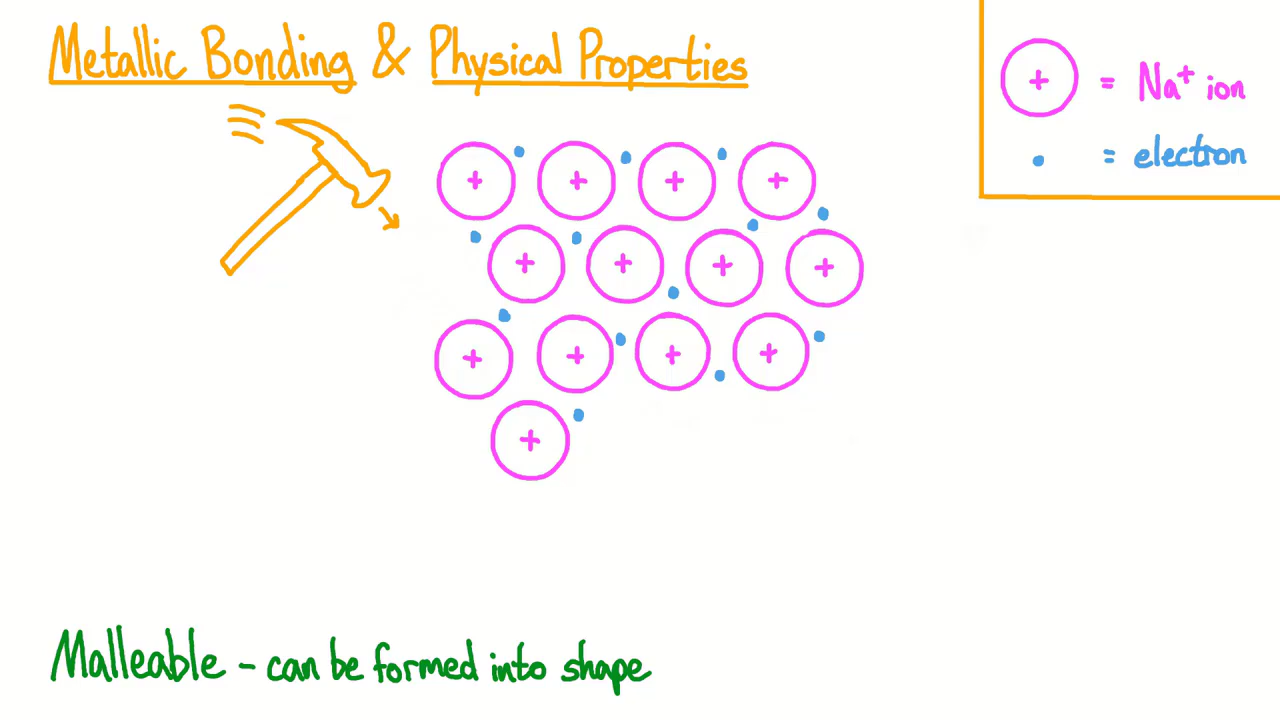 Metallic Bonding & Physical Properties
+ = Na⁺ ion
• = electron
+ + + +
+ + + +
+ + + +
+
Malleable - can be formed into shape